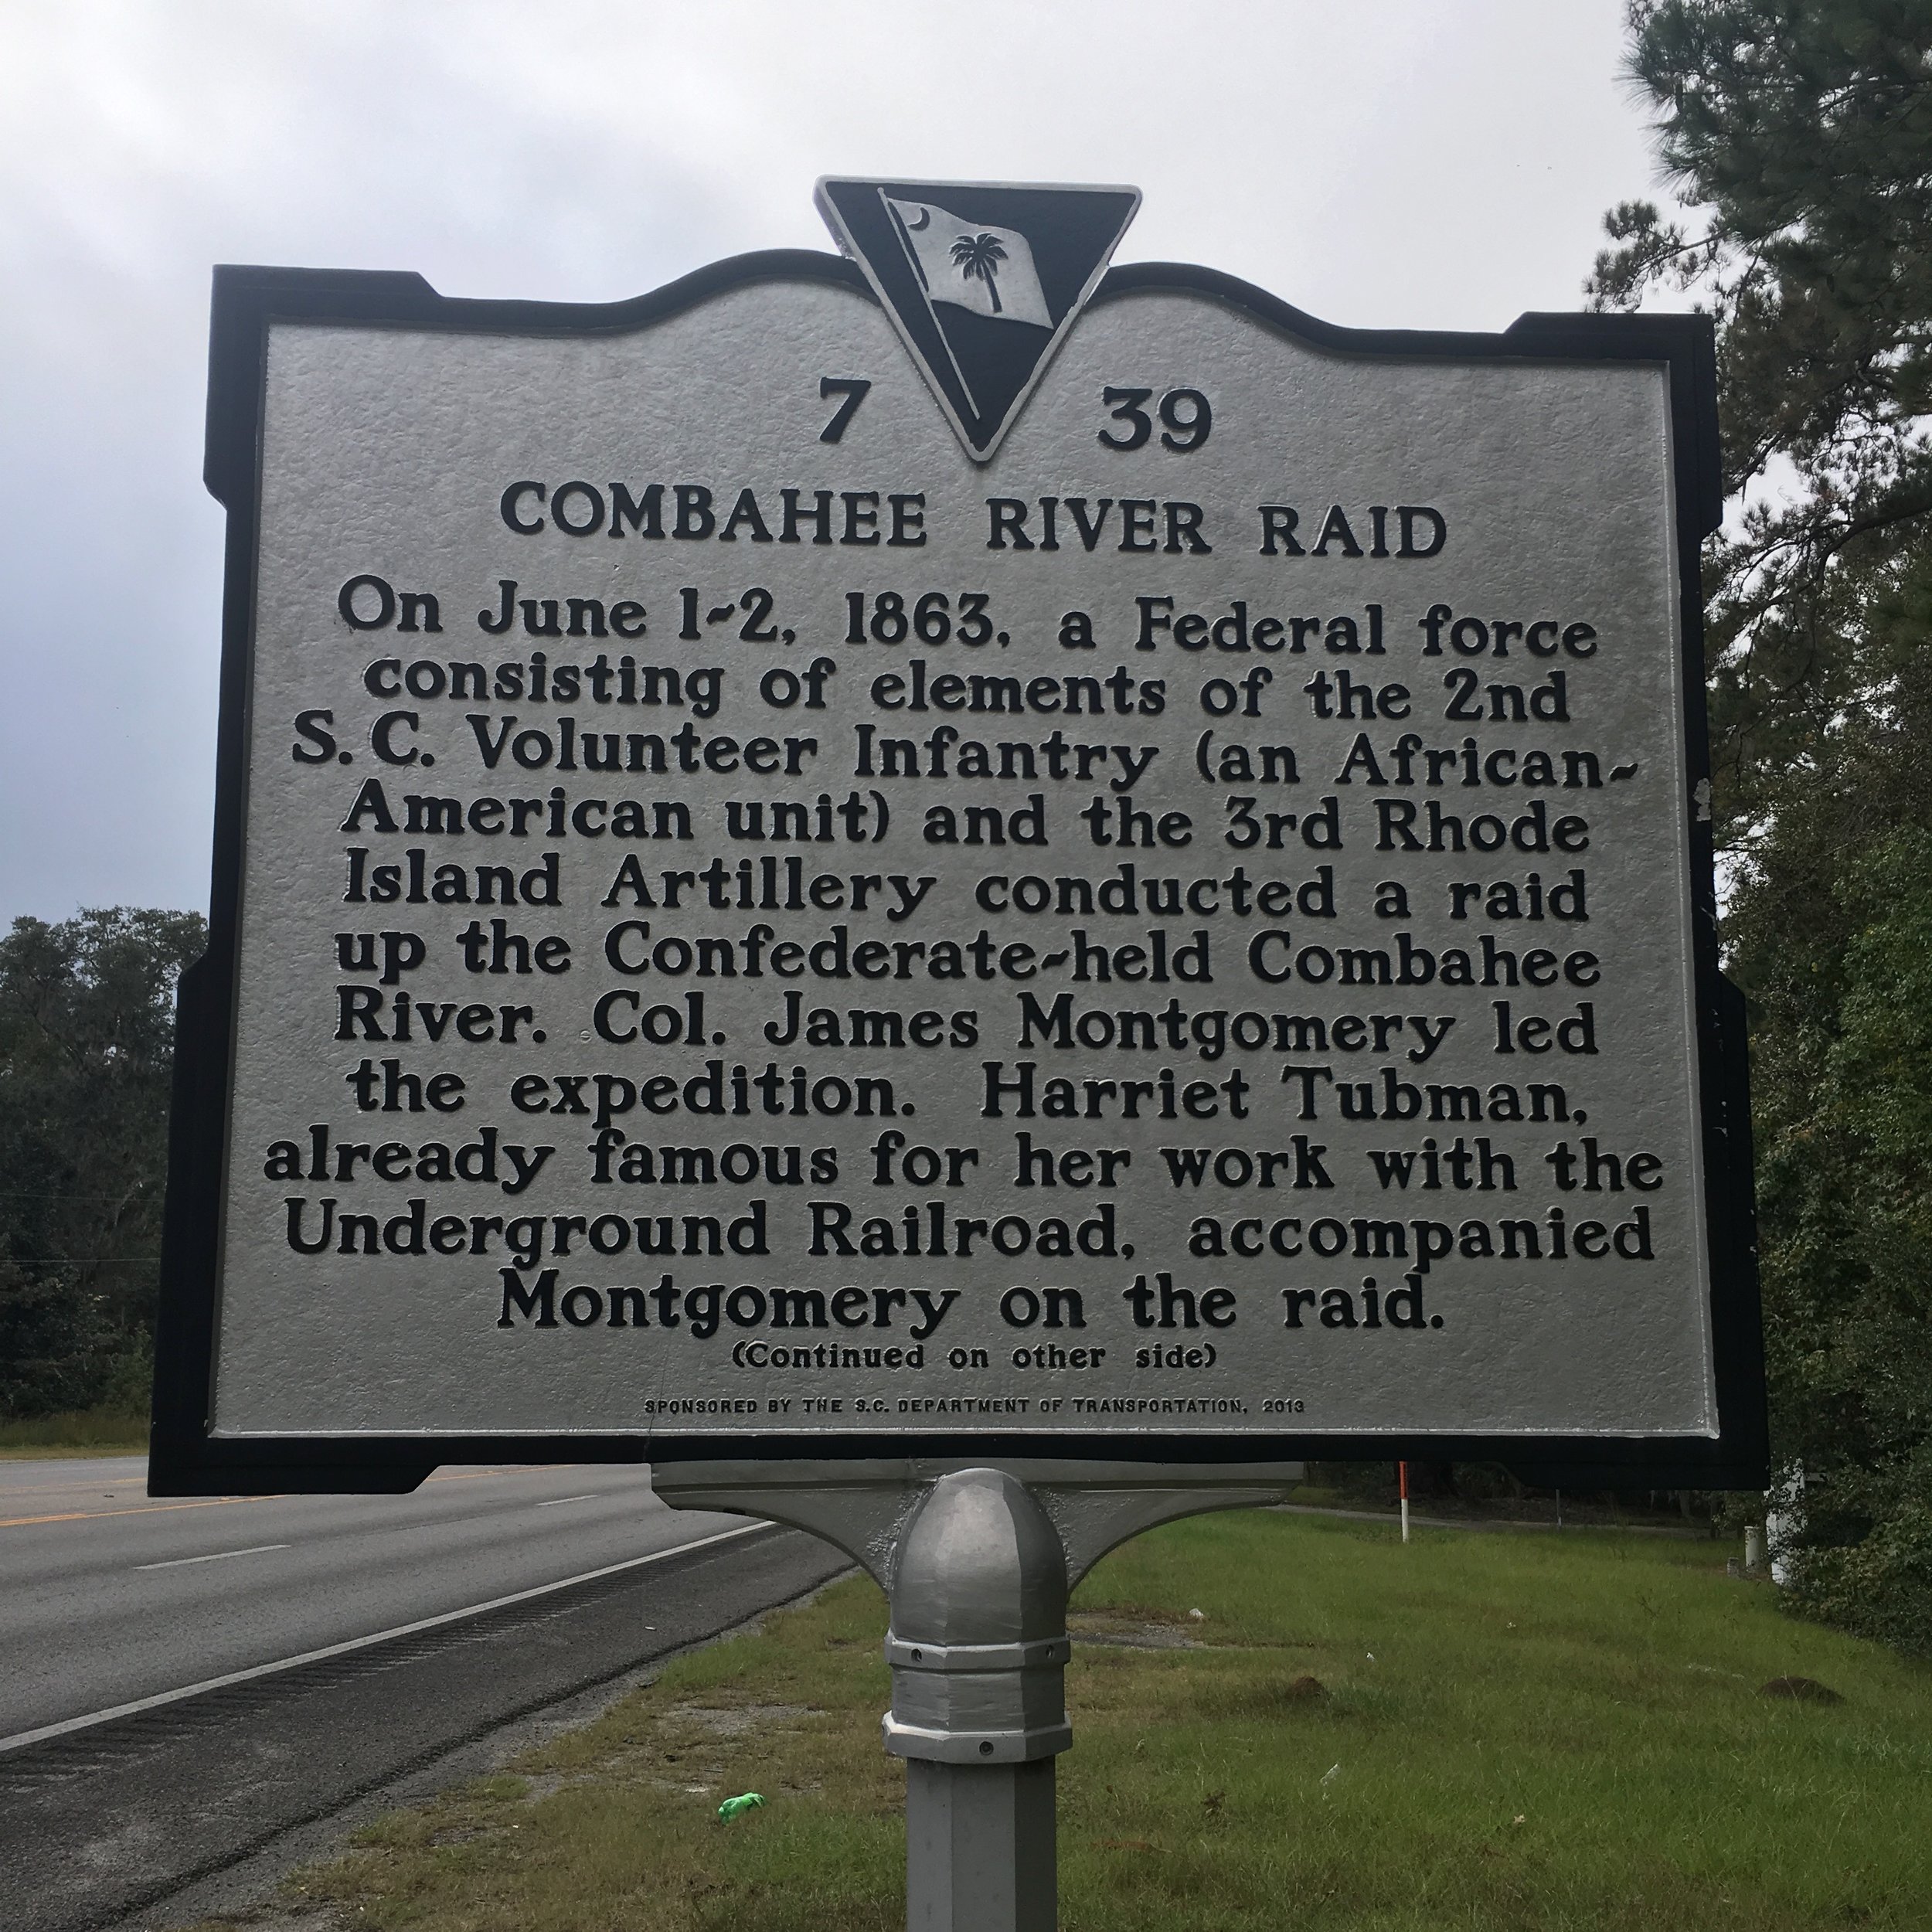 7 39
COMBAHEE RIVER RAID
On June 1-2, 1863, a Federal force
consisting of elements of the 2nd
S.C. Volunteer Infantry (an African-
American unit) and the 3rd Rhode
Island Artillery conducted a raid
up the Confederate-held Combahee
River. Col. James Montgomery led
the expedition. Harriet Tubman,
already famous for her work with the
Underground Railroad, accompanied
Montgomery on the raid.
(Continued on other side)
SPONSORED BY THE S.C. DEPARTMENT OF TRANSPORTATION, 2013